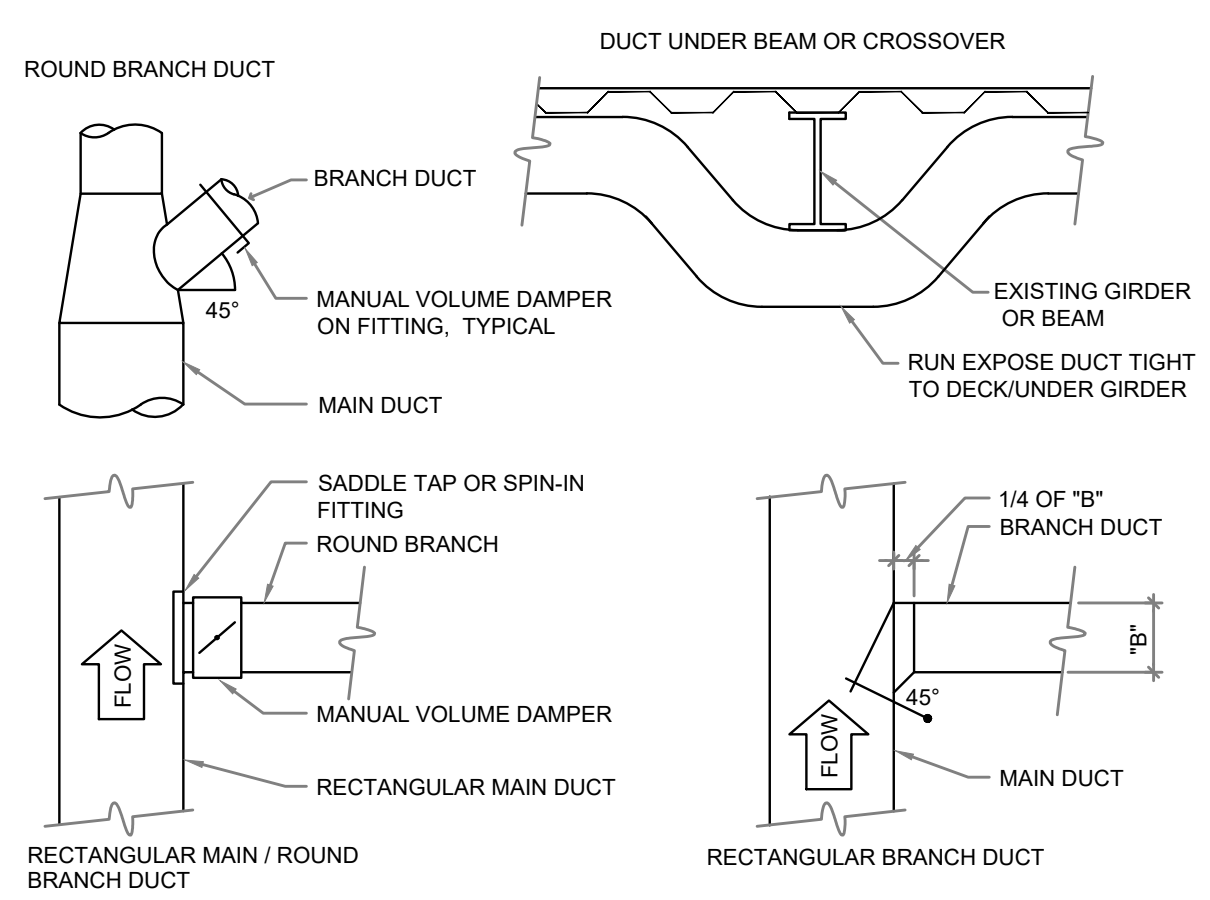 ROUND BRANCH DUCT
BRANCH DUCT
45°
MANUAL VOLUME DAMPER
ON FITTING, TYPICAL
MAIN DUCT
DUCT UNDER BEAM OR CROSSOVER
EXISTING GIRDER
OR BEAM
RUN EXPOSE DUCT TIGHT
TO DECK/UNDER GIRDER
SADDLE TAP OR SPIN-IN
FITTING
ROUND BRANCH
FLOW
MANUAL VOLUME DAMPER
RECTANGULAR MAIN DUCT
RECTANGULAR MAIN / ROUND
BRANCH DUCT
1/4 OF "B"
BRANCH DUCT
"B"
45°
FLOW
MAIN DUCT
RECTANGULAR BRANCH DUCT